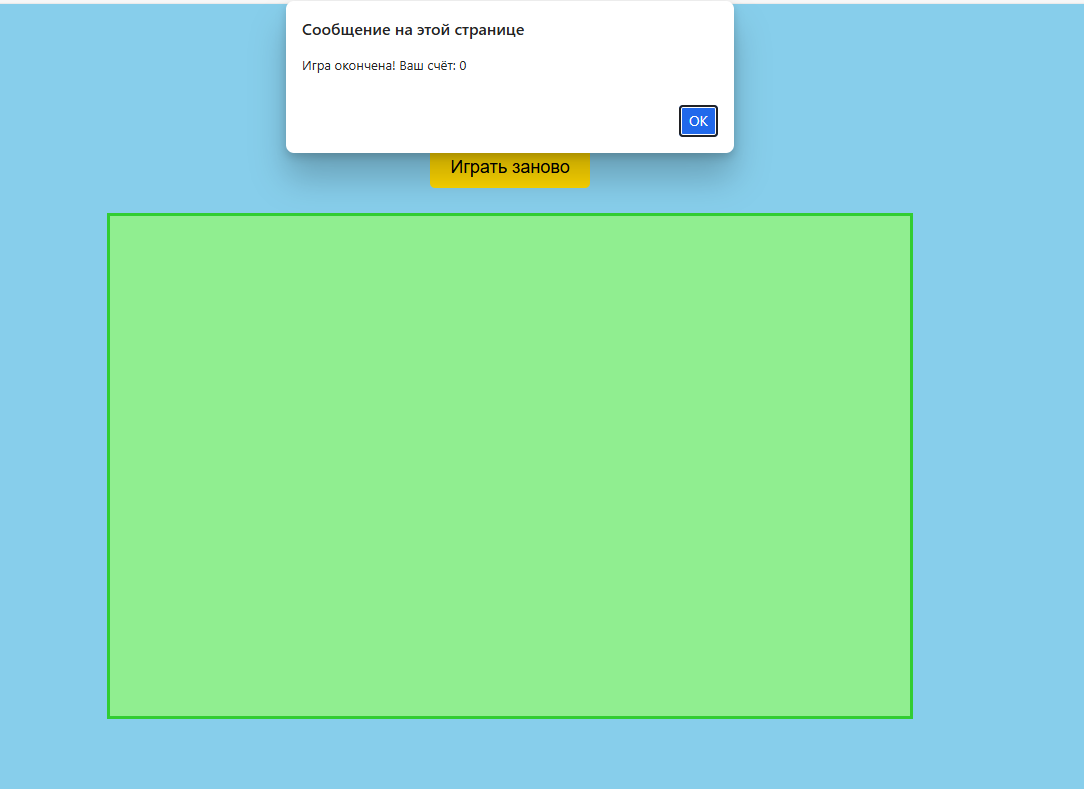 Сообщение на этой странице
Игра окончена! Ваш счёт: 0
OK
Играть заново